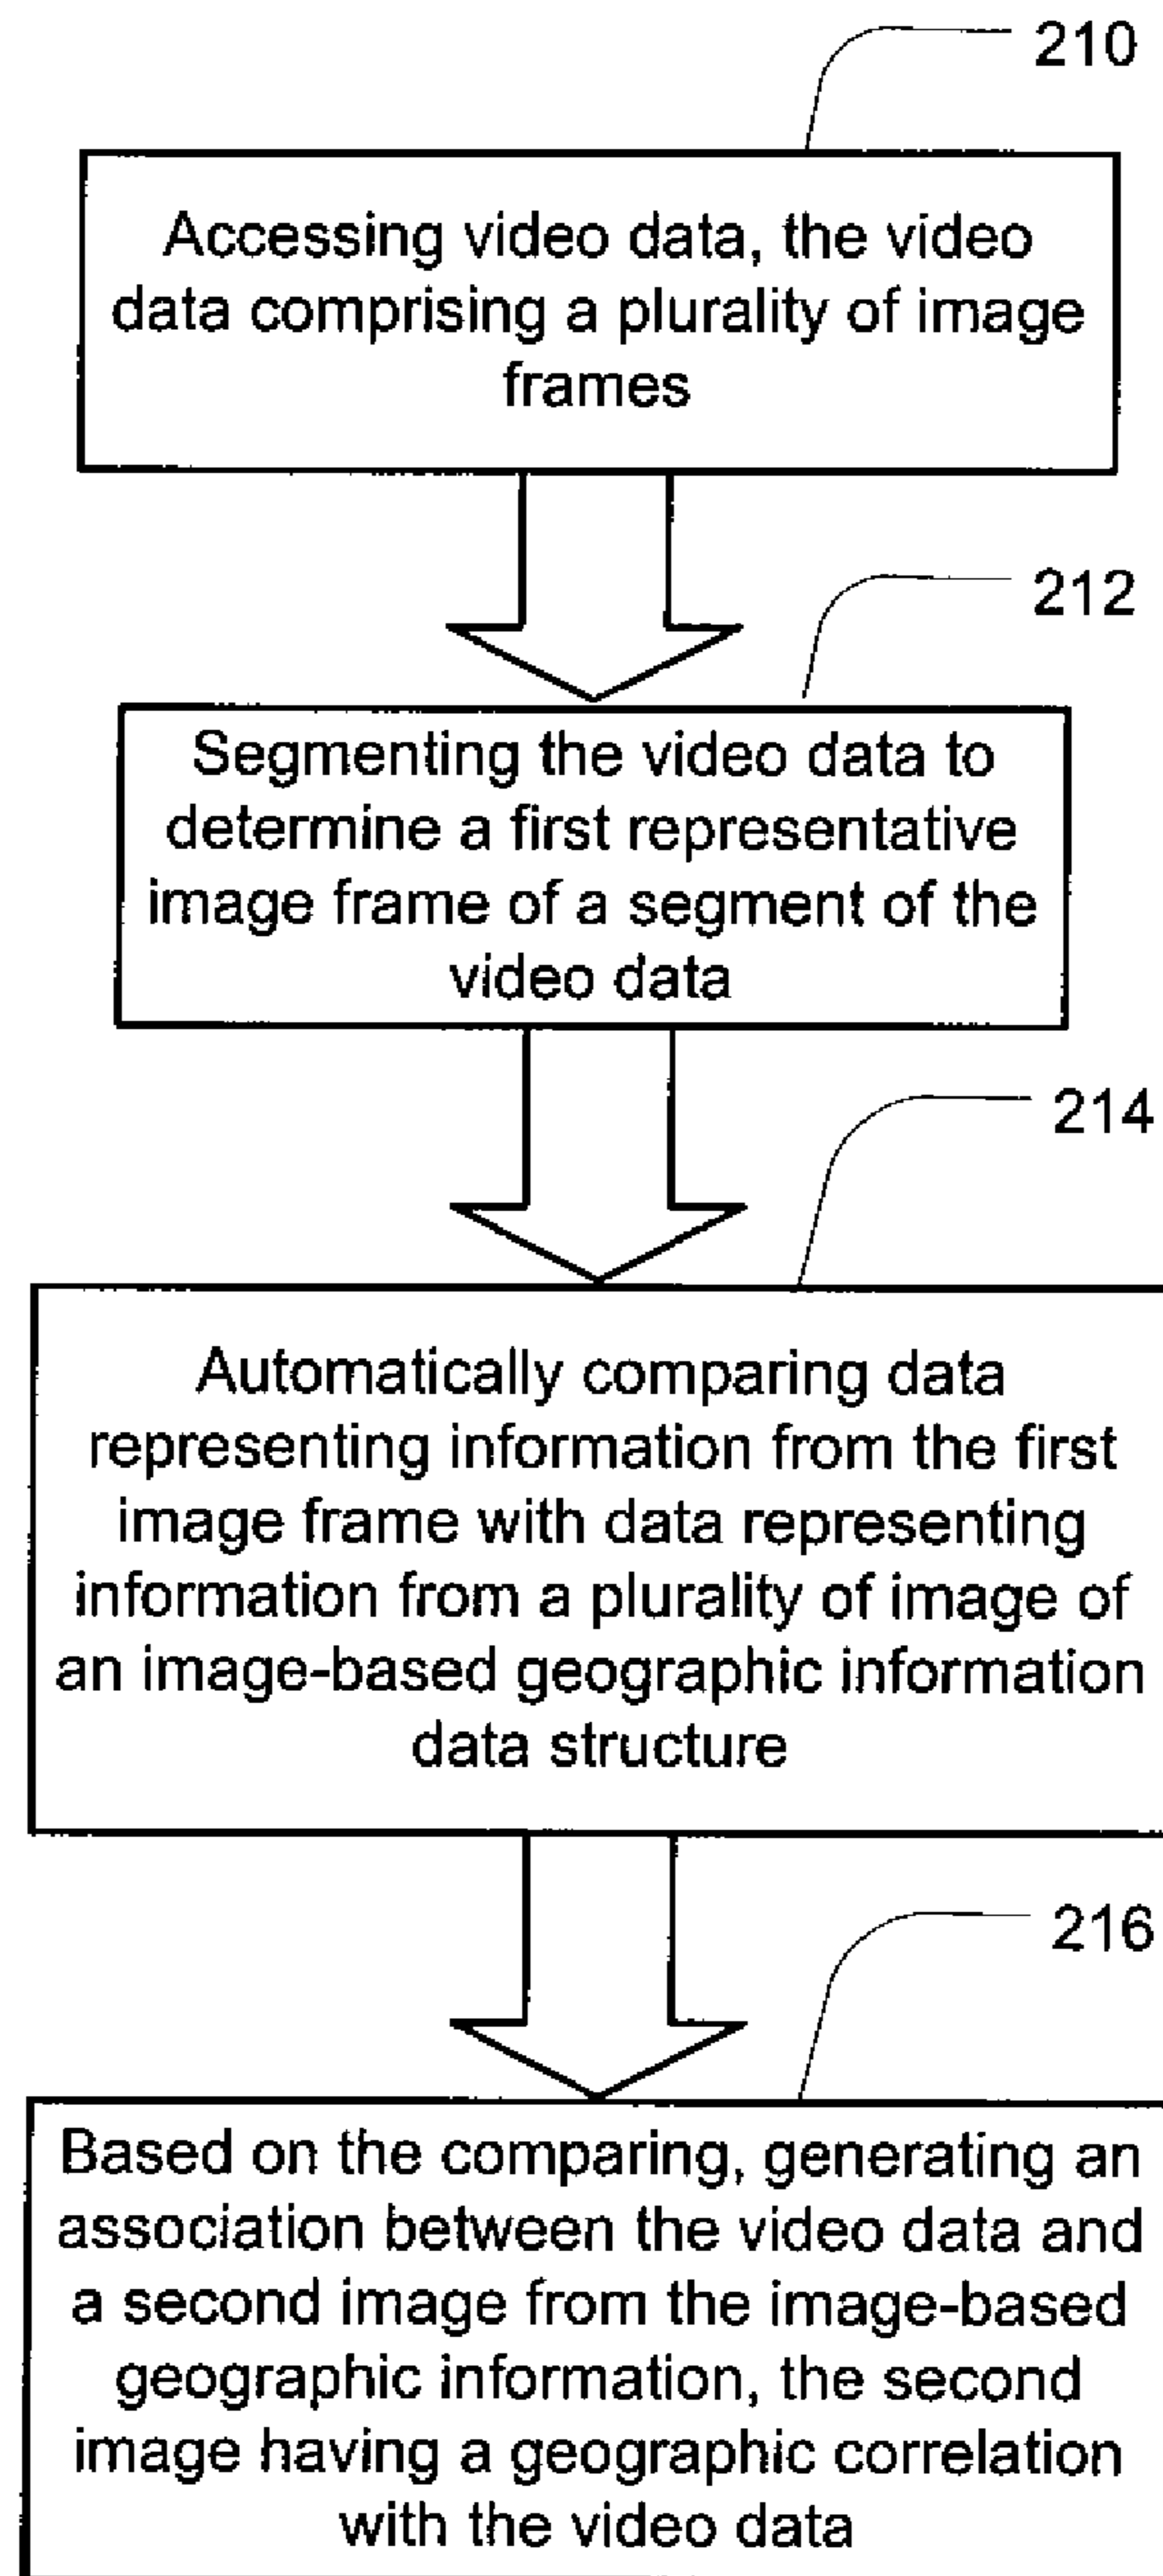 210
Accessing video data, the video
data comprising a plurality of image
frames
212
Segmenting the video data to
determine a first representative
image frame of a segment of the
video data
214
Automatically comparing data
representing information from the first
image frame with data representing
information from a plurality of image of
an image-based geographic information
data structure
216
Based on the comparing, generating an
association between the video data and
a second image from the image-based
geographic information, the second
image having a geographic correlation
with the video data